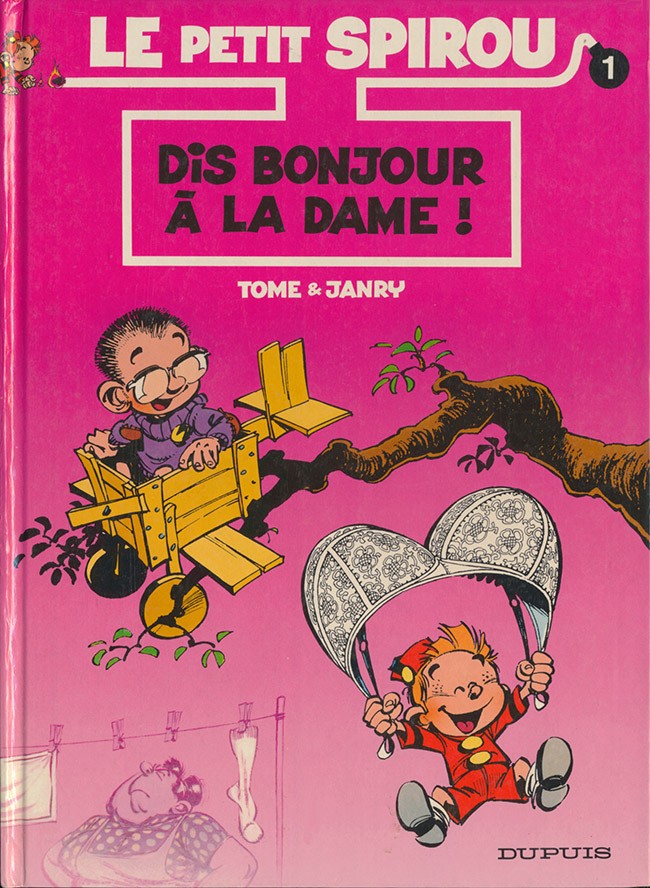 LE PETIT SPIROU
1
DiS BONJOUR
À LA DAME !
TOME & JANRY
DUPUIS